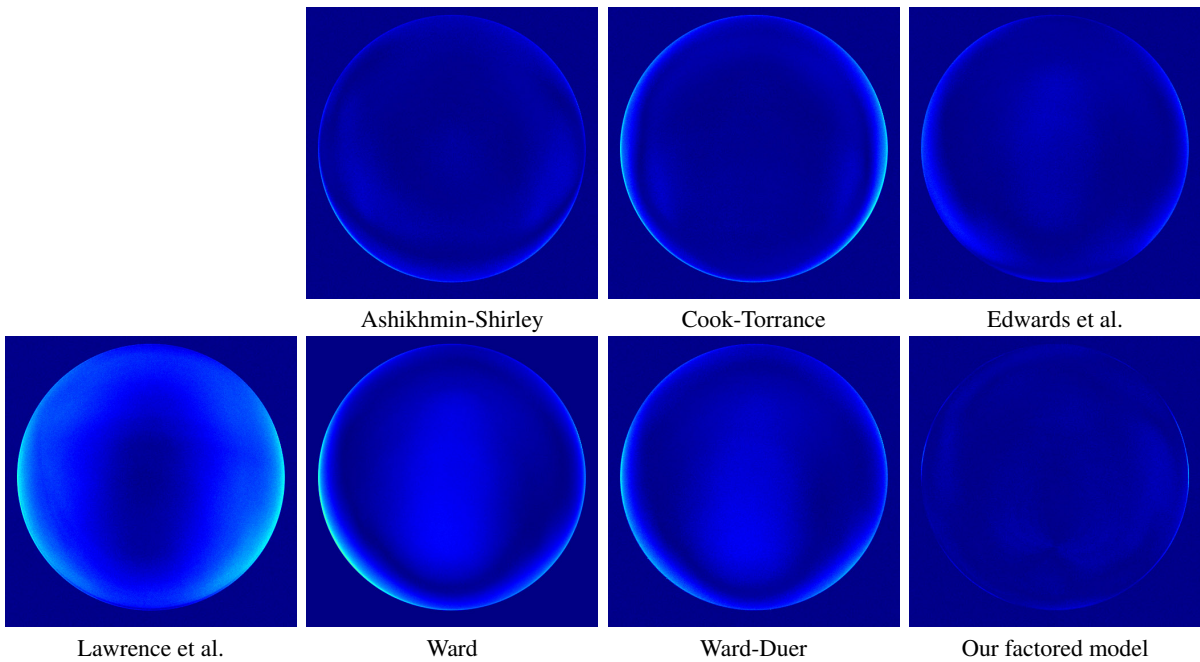 Ashikhmin-Shirley
Cook-Torrance
Edwards et al.
Lawrence et al.
Ward
Ward-Duer
Our factored model